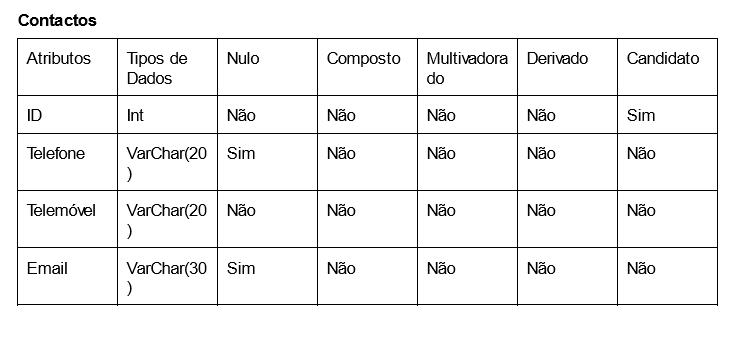 Contactos
Atributos Tipos de Dados Nulo Composto Multivadora do Derivado Candidato
ID Int Não Não Não Não Sim
Telefone VarChar(20 ) Sim Não Não Não Não
Telemóvel VarChar(20 ) Não Não Não Não Não
Email VarChar(30 ) Sim Não Não Não Não